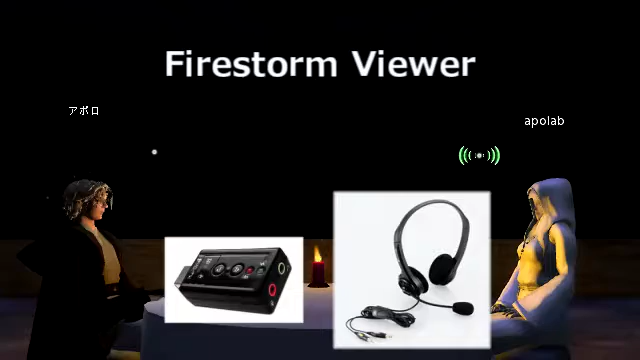 Firestorm Viewer
アポロ
apolab